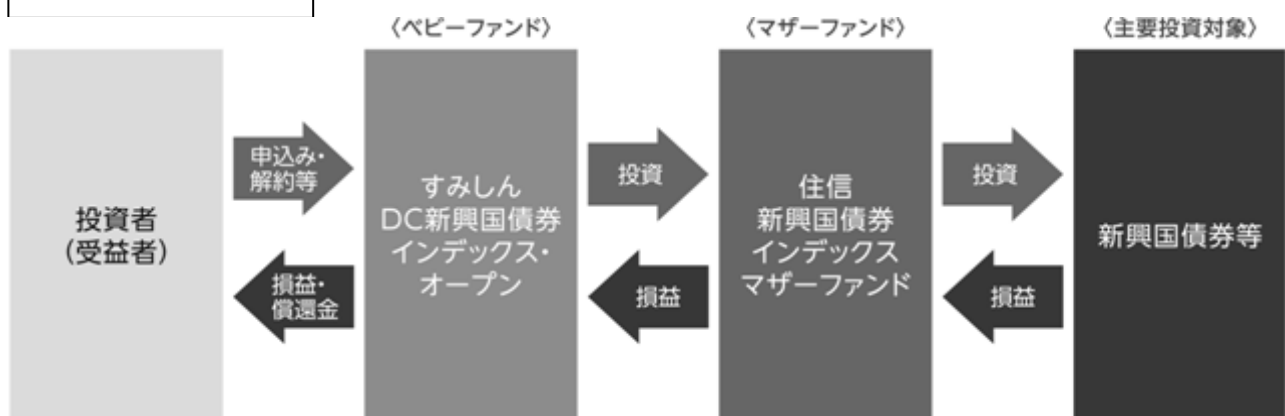 〈ベビーファンド〉
〈マザーファンド〉
〈主要投資対象〉
投資者
(受益者)
申込み・
解約等
損益・
償還金
すみしん
DC新興国債券
インデックス・
オープン
投資
損益
住信
新興国債券
インデックス
マザーファンド
投資
損益
新興国債券等